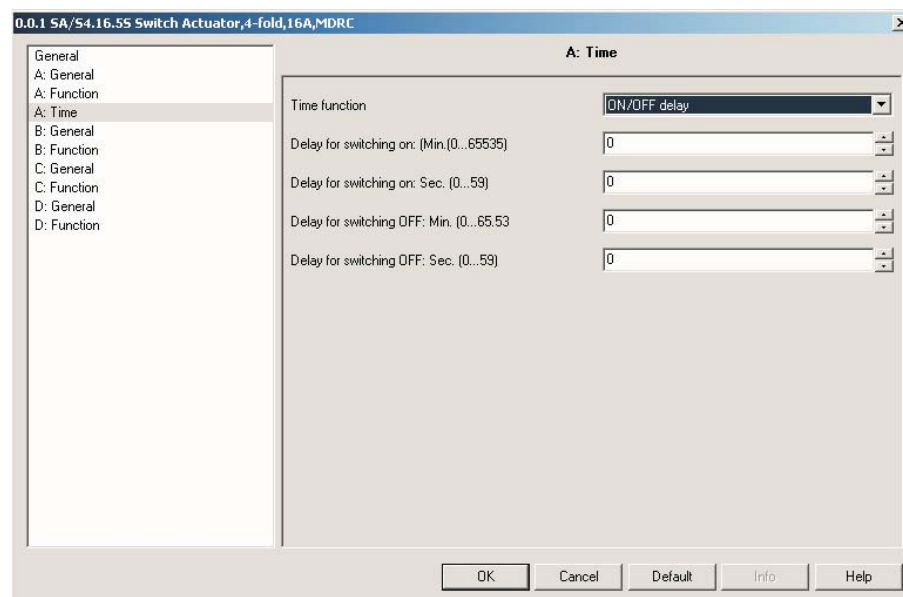 0.0.1 SA/S4.16.5S Switch Actuator,4-fold,16A,MDRC
General
A: General
A: Function
A: Time
B: General
B: Function
C: General
C: Function
D: General
D: Function
A: Time
Time function
ON/OFF delay
Delay for switching on: (Min.(0...65535)
0
Delay for switching on: Sec. (0...59)
0
Delay for switching OFF: Min. (0...65.53
0
Delay for switching OFF: Sec. (0...59)
0
OK
Cancel
Default
Info
Help